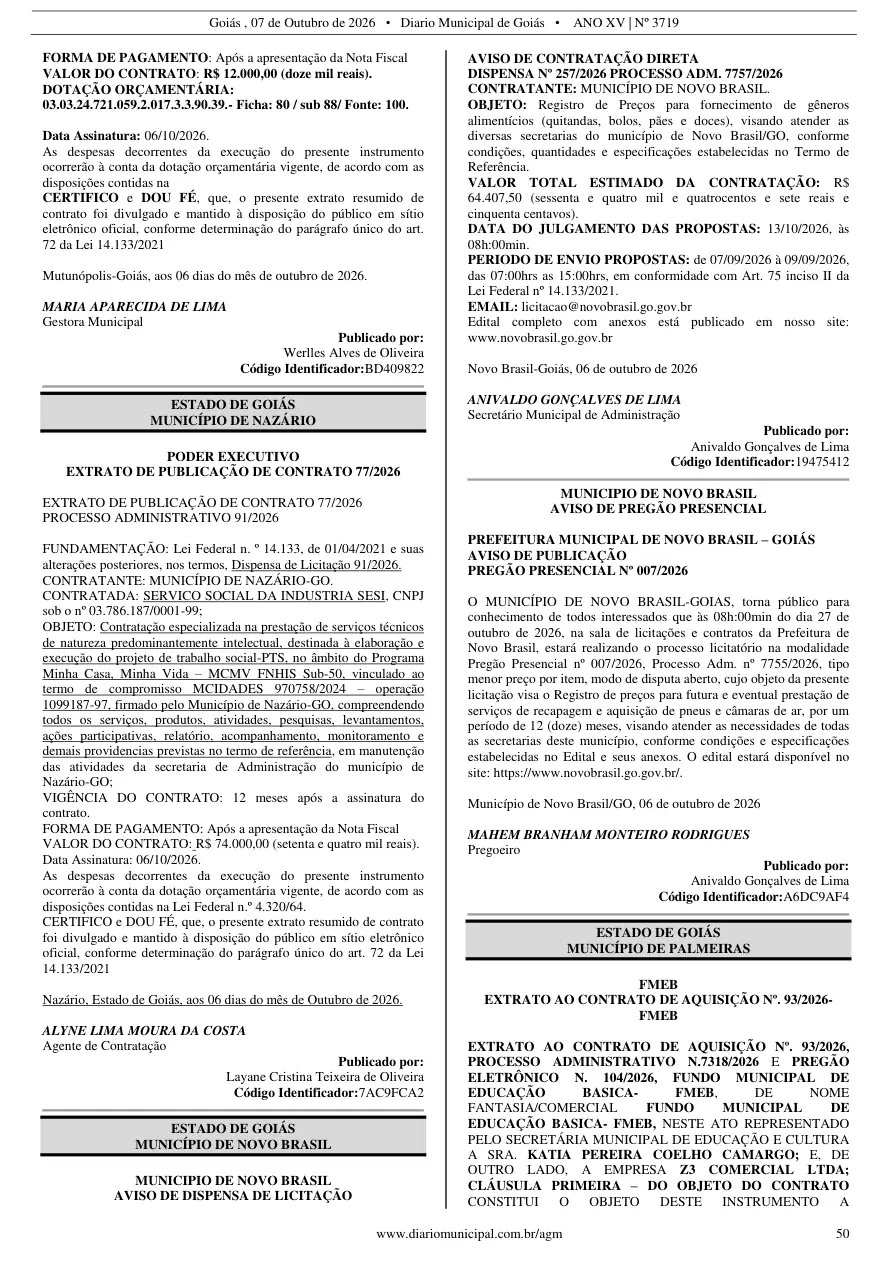 Goiás , 07 de Outubro de 2026 • Diario Municipal de Goiás • ANO XV | Nº 3719
FORMA DE PAGAMENTO: Após a apresentação da Nota Fiscal
VALOR DO CONTRATO: R$ 12.000,00 (doze mil reais).
DOTAÇÃO ORÇAMENTÁRIA:
03.03.24.721.059.2.017.3.3.90.39.- Ficha: 80 / sub 88/ Fonte: 100.
Data Assinatura: 06/10/2026.
As despesas decorrentes da execução do presente instrumento
ocorrerão à conta da dotação orçamentária vigente, de acordo com as
disposições contidas na
CERTIFICO e DOU FÉ, que, o presente extrato resumido de
contrato foi divulgado e mantido à disposição do público em sítio
eletrônico oficial, conforme determinação do parágrafo único do art.
72 da Lei 14.133/2021
Mutunópolis-Goiás, aos 06 dias do mês de outubro de 2026.
MARIA APARECIDA DE LIMA
Gestora Municipal
Publicado por:
Werlles Alves de Oliveira
Código Identificador:BD409822
ESTADO DE GOIÁS
MUNICÍPIO DE NAZÁRIO
PODER EXECUTIVO
EXTRATO DE PUBLICAÇÃO DE CONTRATO 77/2026
EXTRATO DE PUBLICAÇÃO DE CONTRATO 77/2026
PROCESSO ADMINISTRATIVO 91/2026
FUNDAMENTAÇÃO: Lei Federal n. º 14.133, de 01/04/2021 e suas
alterações posteriores, nos termos, Dispensa de Licitação 91/2026.
CONTRATANTE: MUNICÍPIO DE NAZÁRIO-GO.
CONTRATADA: SERVICO SOCIAL DA INDUSTRIA SESI, CNPJ
sob o nº 03.786.187/0001-99;
OBJETO: Contratação especializada na prestação de serviços técnicos
de natureza predominantemente intelectual, destinada à elaboração e
execução do projeto de trabalho social-PTS, no âmbito do Programa
Minha Casa, Minha Vida – MCMV FNHIS Sub-50, vinculado ao
termo de compromisso MCIDADES 970758/2024 – operação
1099187-97, firmado pelo Município de Nazário-GO, compreendendo
todos os serviços, produtos, atividades, pesquisas, levantamentos,
ações participativas, relatório, acompanhamento, monitoramento e
demais providencias previstas no termo de referência, em manutenção
das atividades da secretaria de Administração do município de
Nazário-GO;
VIGÊNCIA DO CONTRATO: 12 meses após a assinatura do
contrato.
FORMA DE PAGAMENTO: Após a apresentação da Nota Fiscal
VALOR DO CONTRATO: R$ 74.000,00 (setenta e quatro mil reais).
Data Assinatura: 06/10/2026.
As despesas decorrentes da execução do presente instrumento
ocorrerão à conta da dotação orçamentária vigente, de acordo com as
disposições contidas na Lei Federal n.º 4.320/64.
CERTIFICO e DOU FÉ, que, o presente extrato resumido de contrato
foi divulgado e mantido à disposição do público em sítio eletrônico
oficial, conforme determinação do parágrafo único do art. 72 da Lei
14.133/2021
Nazário, Estado de Goiás, aos 06 dias do mês de Outubro de 2026.
ALYNE LIMA MOURA DA COSTA
Agente de Contratação
Publicado por:
Layane Cristina Teixeira de Oliveira
Código Identificador:7AC9FCA2
ESTADO DE GOIÁS
MUNICÍPIO DE NOVO BRASIL
MUNICIPIO DE NOVO BRASIL
AVISO DE DISPENSA DE LICITAÇÃO
AVISO DE CONTRATAÇÃO DIRETA
DISPENSA Nº 257/2026 PROCESSO ADM. 7757/2026
CONTRATANTE: MUNICÍPIO DE NOVO BRASIL.
OBJETO: Registro de Preços para fornecimento de gêneros
alimentícios (quitandas, bolos, pães e doces), visando atender as
diversas secretarias do município de Novo Brasil/GO, conforme
condições, quantidades e especificações estabelecidas no Termo de
Referência.
VALOR TOTAL ESTIMADO DA CONTRATAÇÃO: R$
64.407,50 (sessenta e quatro mil e quatrocentos e sete reais e
cinquenta centavos).
DATA DO JULGAMENTO DAS PROPOSTAS: 13/10/2026, às
08h:00min.
PERIODO DE ENVIO PROPOSTAS: de 07/09/2026 à 09/09/2026,
das 07:00hrs as 15:00hrs, em conformidade com Art. 75 inciso II da
Lei Federal nº 14.133/2021.
EMAIL: licitacao@novobrasil.go.gov.br
Edital completo com anexos está publicado em nosso site:
www.novobrasil.go.gov.br
Novo Brasil-Goiás, 06 de outubro de 2026
ANIVALDO GONÇALVES DE LIMA
Secretário Municipal de Administração
Publicado por:
Anivaldo Gonçalves de Lima
Código Identificador:19475412
MUNICIPIO DE NOVO BRASIL
AVISO DE PREGÃO PRESENCIAL
PREFEITURA MUNICIPAL DE NOVO BRASIL – GOIÁS
AVISO DE PUBLICAÇÃO
PREGÃO PRESENCIAL Nº 007/2026
O MUNICÍPIO DE NOVO BRASIL-GOIAS, torna público para
conhecimento de todos interessados que às 08h:00min do dia 27 de
outubro de 2026, na sala de licitações e contratos da Prefeitura de
Novo Brasil, estará realizando o processo licitatório na modalidade
Pregão Presencial nº 007/2026, Processo Adm. nº 7755/2026, tipo
menor preço por item, modo de disputa aberto, cujo objeto da presente
licitação visa o Registro de preços para futura e eventual prestação de
serviços de recapagem e aquisição de pneus e câmaras de ar, por um
período de 12 (doze) meses, visando atender as necessidades de todas
as secretarias deste município, conforme condições e especificações
estabelecidas no Edital e seus anexos. O edital estará disponível no
site: https://www.novobrasil.go.gov.br/.
Município de Novo Brasil/GO, 06 de outubro de 2026
MAHEM BRANHAM MONTEIRO RODRIGUES
Pregoeiro
Publicado por:
Anivaldo Gonçalves de Lima
Código Identificador:A6DC9AF4
ESTADO DE GOIÁS
MUNICÍPIO DE PALMEIRAS
FMEB
EXTRATO AO CONTRATO DE AQUISIÇÃO Nº. 93/2026-
FMEB
EXTRATO AO CONTRATO DE AQUISIÇÃO Nº. 93/2026,
PROCESSO ADMINISTRATIVO N.7318/2026 E PREGÃO
ELETRÔNICO N. 104/2026, FUNDO MUNICIPAL DE
EDUCAÇÃO BASICA- FMEB, DE NOME
FANTASIA/COMERCIAL FUNDO MUNICIPAL DE
EDUCAÇÃO BASICA- FMEB, NESTE ATO REPRESENTADO
PELO SECRETÁRIA MUNICIPAL DE EDUCAÇÃO E CULTURA
A SRA. KATIA PEREIRA COELHO CAMARGO; E, DE
OUTRO LADO, A EMPRESA Z3 COMERCIAL LTDA;
CLÁUSULA PRIMEIRA – DO OBJETO DO CONTRATO
CONSTITUI O OBJETO DESTE INSTRUMENTO A
www.diariomunicipal.com.br/agm
50